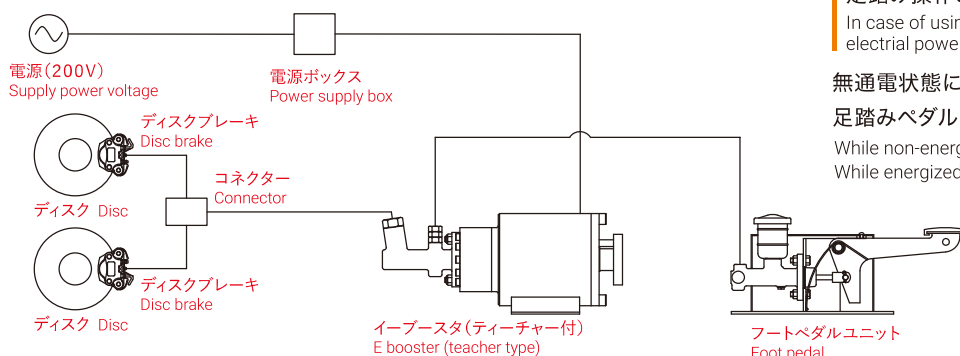 電源(200V)
Supply power voltage
電源ボックス
Power supply box
ディスクブレーキ
Disc brake
ディスク Disc
コネクター
Connector
ディスクブレーキ
Disc brake
ディスク Disc
イーブースタ(ティーチャー付)
E booster (teacher type)
フートペダルユニット
Foot pedal
In case of
electrial
無通電状態に
足踏みペダル
While
While energized